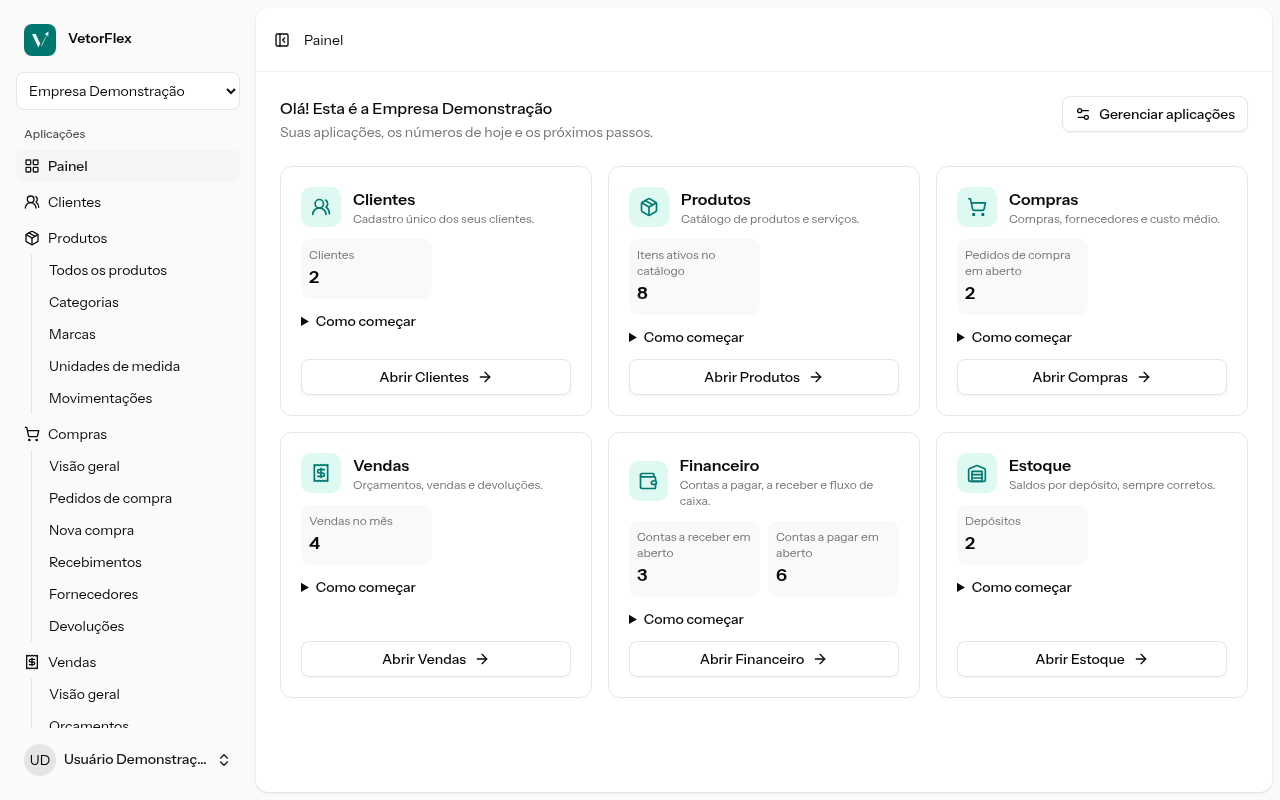 VetorFlex
Empresa Demonstração
Aplicações
Painel
Clientes
Produtos
Todos os produtos
Categorias
Marcas
Unidades de medida
Movimentações
Compras
Visão geral
Pedidos de compra
Nova compra
Recebimentos
Fornecedores
Devoluções
Vendas
Visão geral
Orçamentos
UD
Usuário Demonstraç...
Painel
Olá! Esta é a Empresa Demonstração
Suas aplicações, os números de hoje e os próximos passos.
Gerenciar aplicações
Clientes
Cadastro único dos seus clientes.
Clientes
2
Como começar
Abrir Clientes
Produtos
Catálogo de produtos e serviços.
Itens ativos no
catálogo
8
Como começar
Abrir Produtos
Compras
Compras, fornecedores e custo médio.
Pedidos de compra
em aberto
2
Como começar
Abrir Compras
Vendas
Orçamentos, vendas e devoluções.
Vendas no mês
4
Como começar
Abrir Vendas
Financeiro
Contas a pagar, a receber e fluxo de
caixa.
Contas a receber em
aberto
3
Contas a pagar em
aberto
6
Como começar
Abrir Financeiro
Estoque
Saldos por depósito, sempre corretos.
Depósitos
2
Como começar
Abrir Estoque